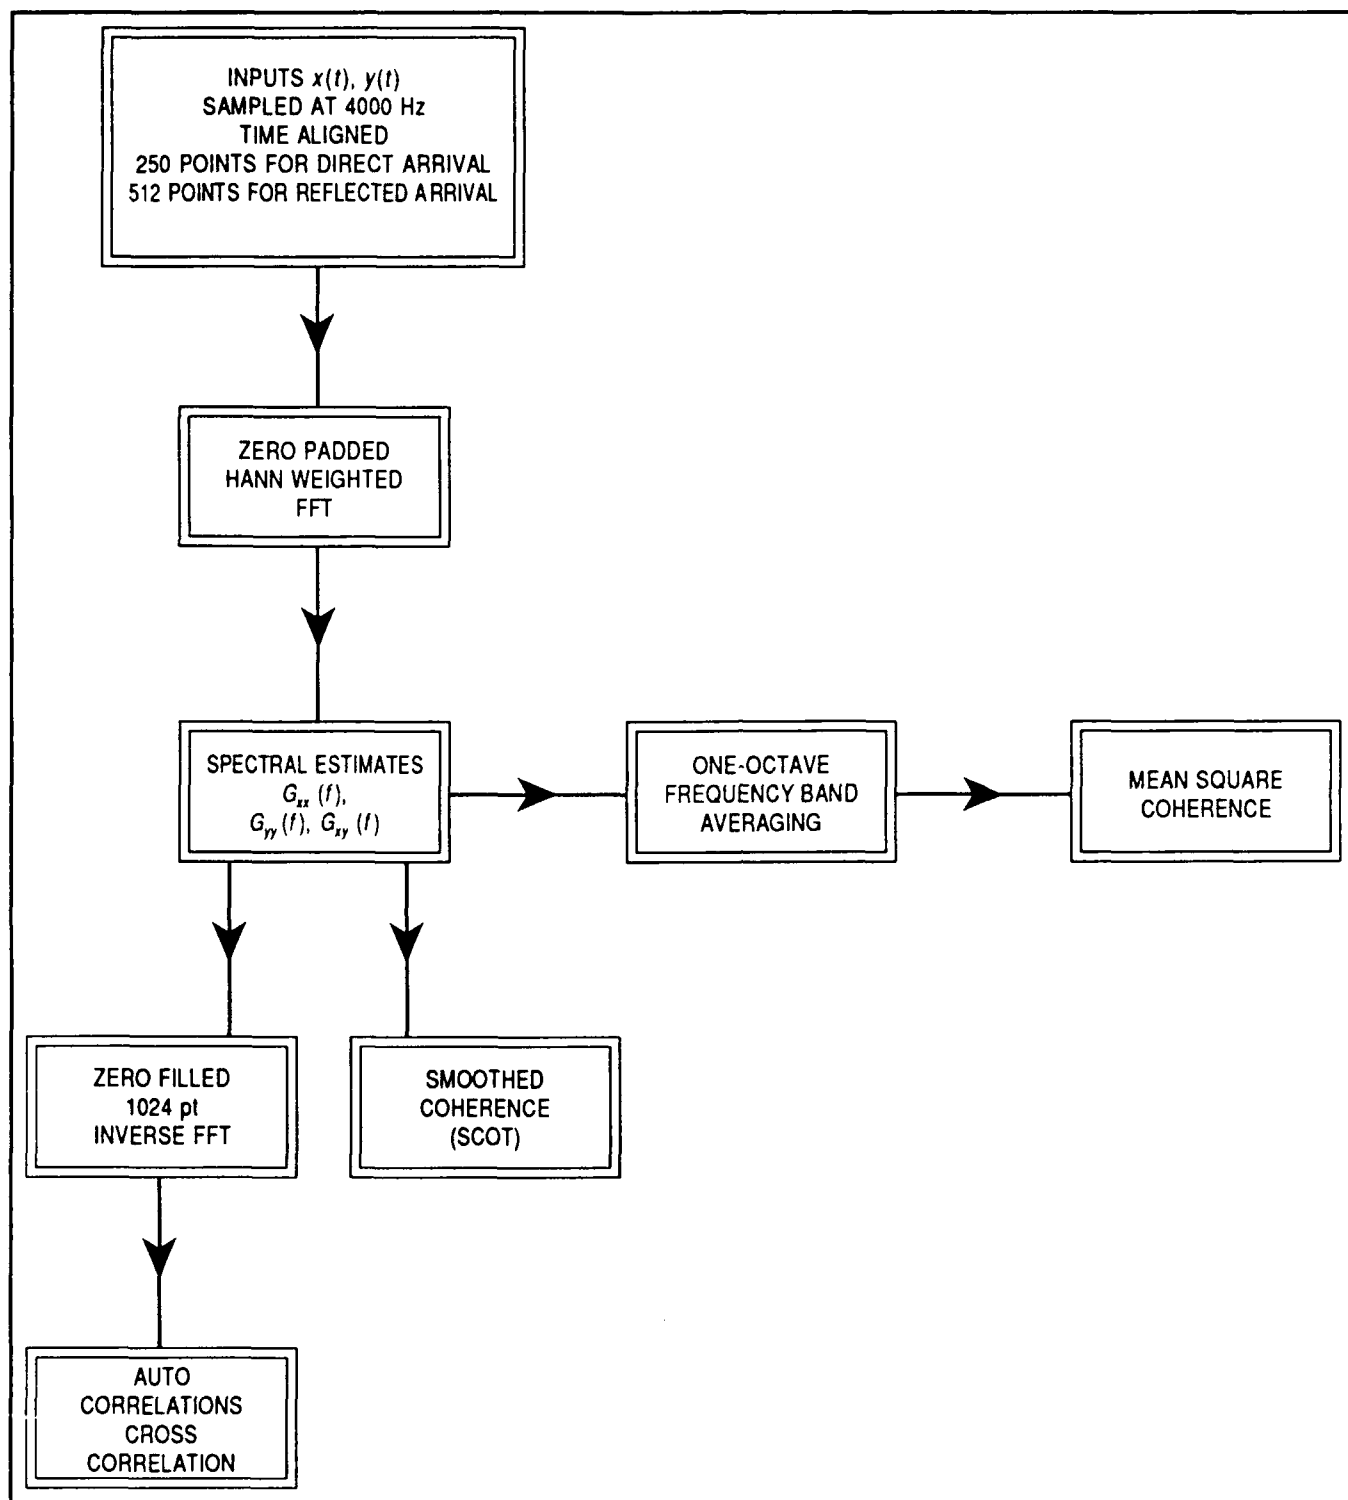 INPUTS x(t), y(t)
SAMPLED AT 4000 Hz
TIME ALIGNED
250 POINTS FOR DIRECT ARRIVAL
512 POINTS FOR REFLECTED ARRIVAL
ZERO PADDED
HANN WEIGHTED
FFT
SPECTRAL ESTIMATES
Gxx (f),
Gyy (f), Gxy (f)
ONE-OCTAVE
FREQUENCY BAND
AVERAGING
MEAN SQUARE
COHERENCE
ZERO FILLED
1024 pt
INVERSE FFT
SMOOTHED
COHERENCE
(SCOT)
AUTO
CORRELATIONS
CROSS
CORRELATION